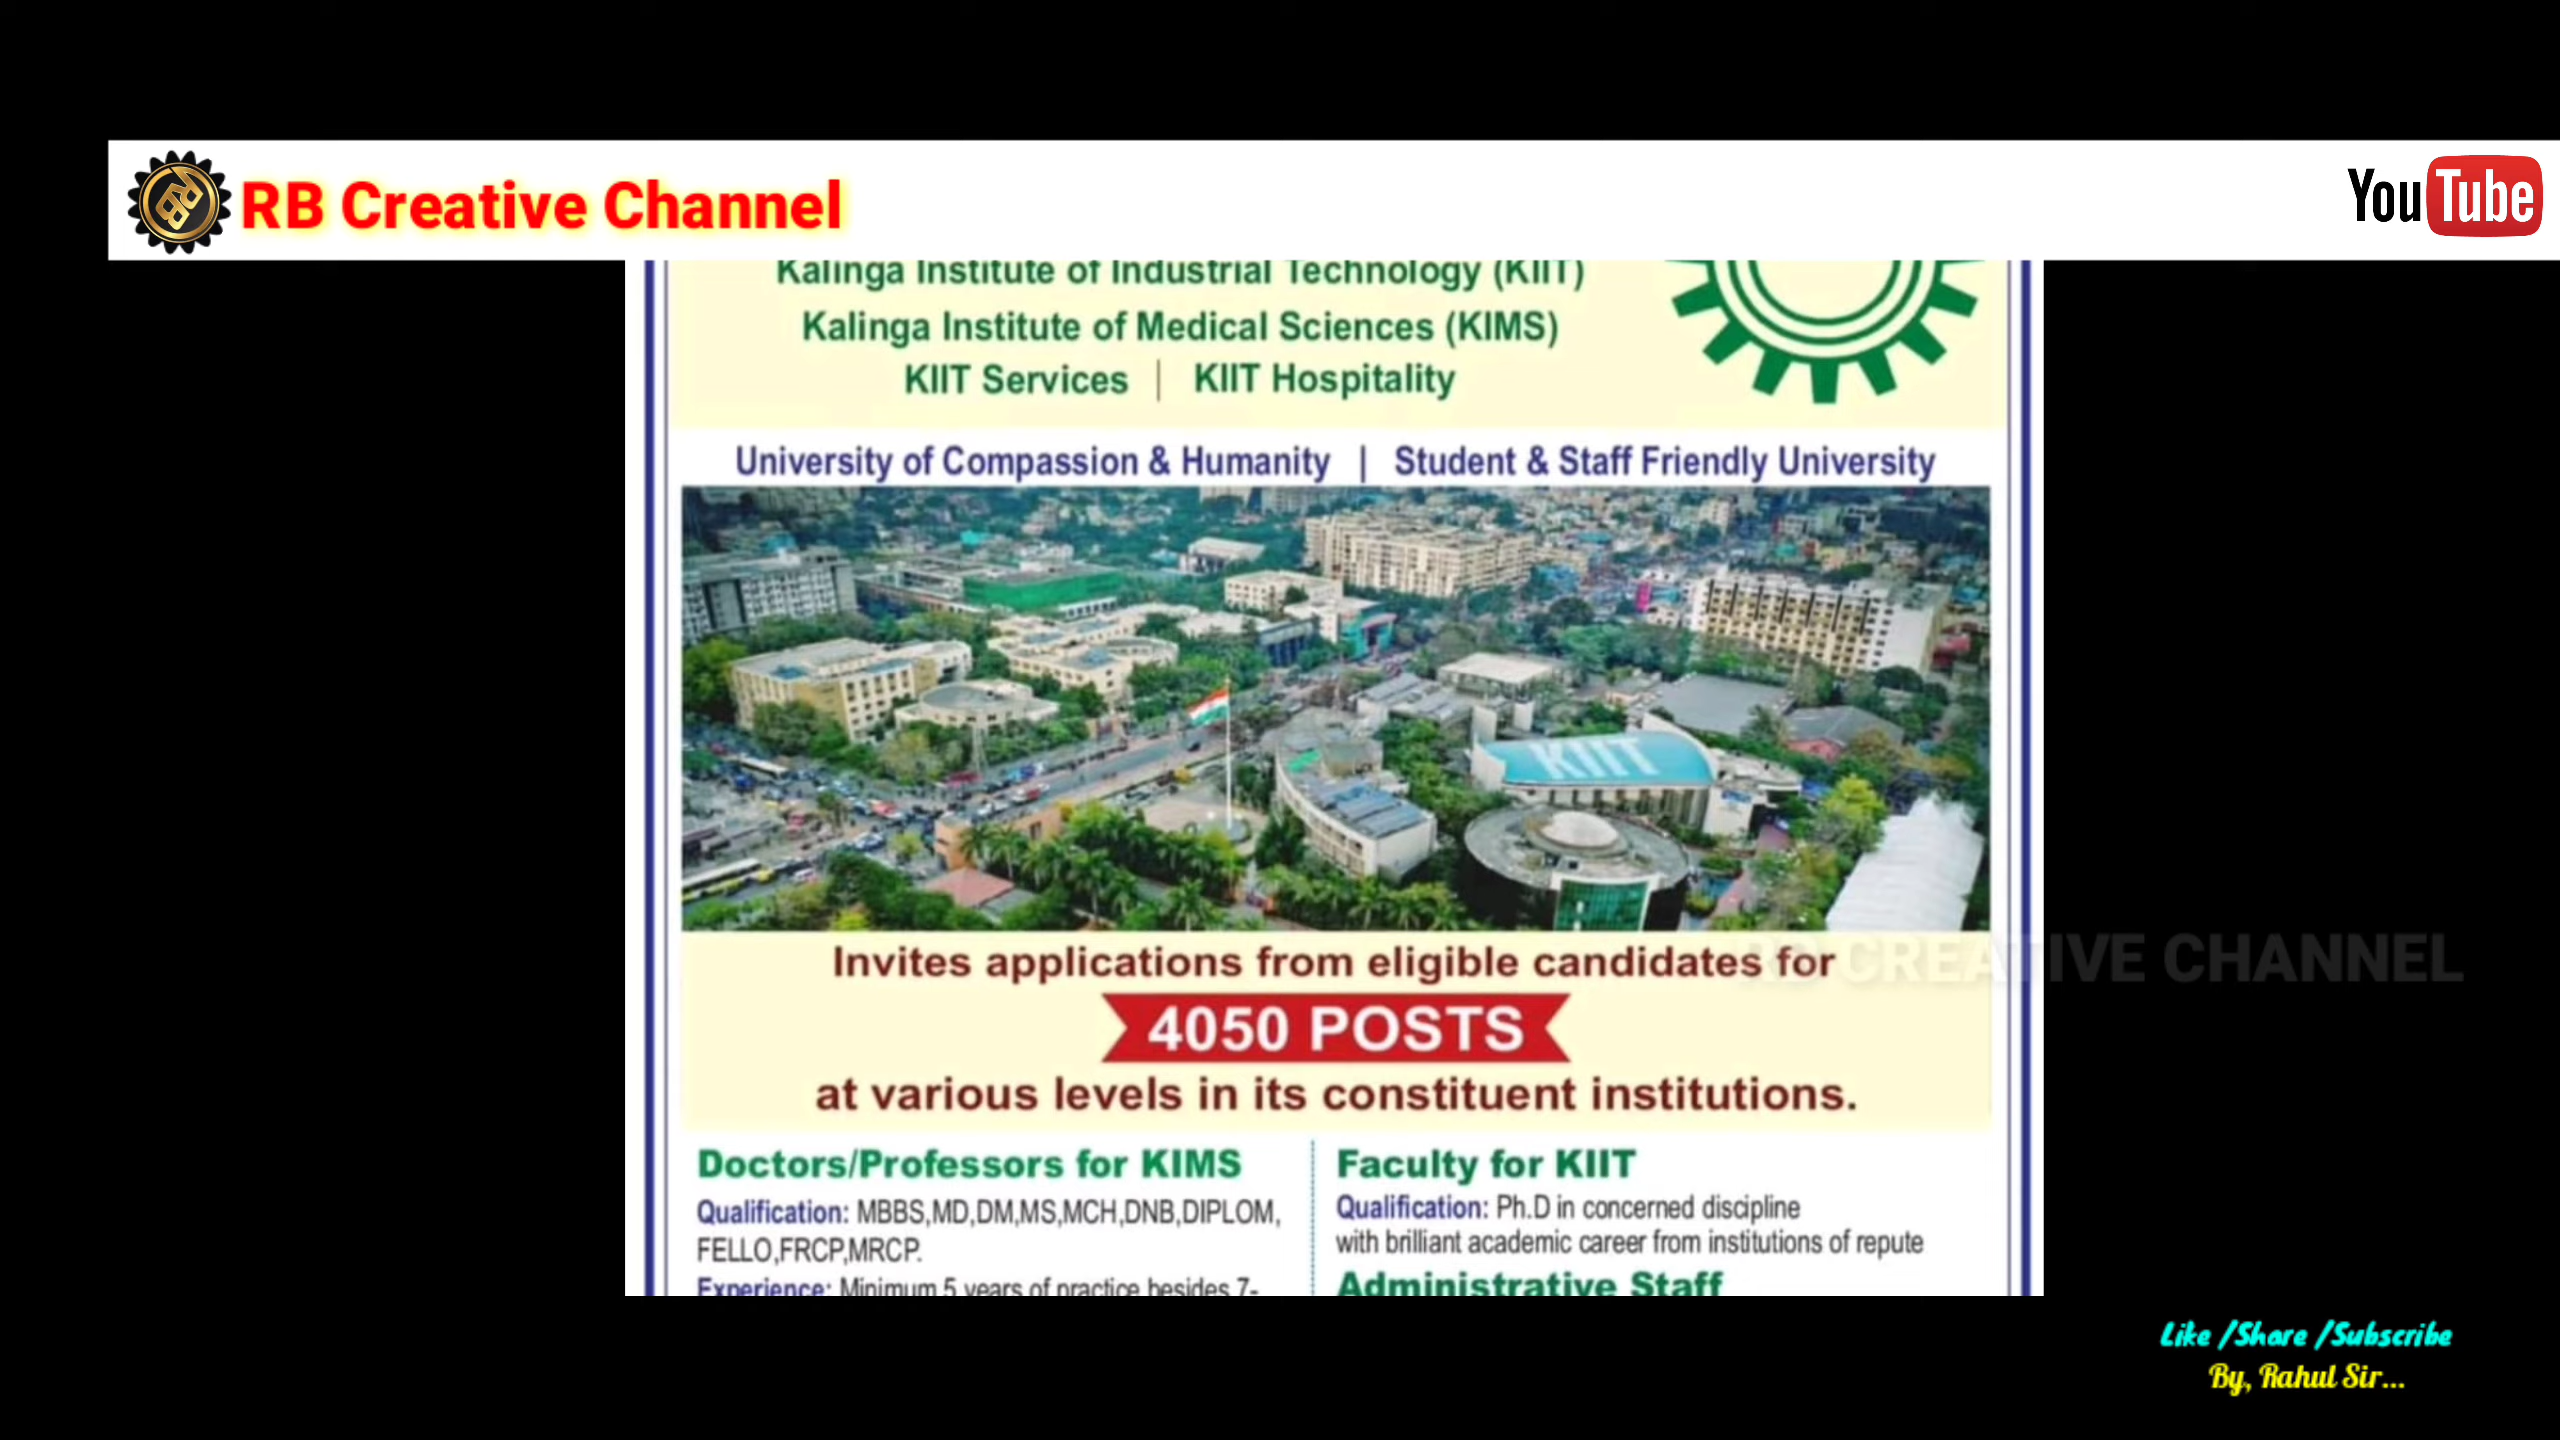 RB Creative Channel
YouTube
Kalinga Institute of Industrial Technology (KIIT)
Kalinga Institute of Medical Sciences (KIMS)
KIIT Services | KIIT Hospitality
University of Compassion & Humanity | Student & Staff Friendly University
KIIT
Invites applications from eligible candidates for
CREATIVE CHANNEL
4050 POSTS
at various levels in its constituent institutions.
Doctors/Professors for KIMS
Qualification: MBBS,MD,DM,MS,MCH,DNB,DIPLOM,
FELLO,FRCP,MRCP.
Experience: Minimum 5 years of practice besides 7-
Faculty for KIIT
Qualification: Ph.D in concerned discipline
with brilliant academic career from institutions of repute
Administrative Staff
Like /Share /Subscribe
By, Rahul Sir...